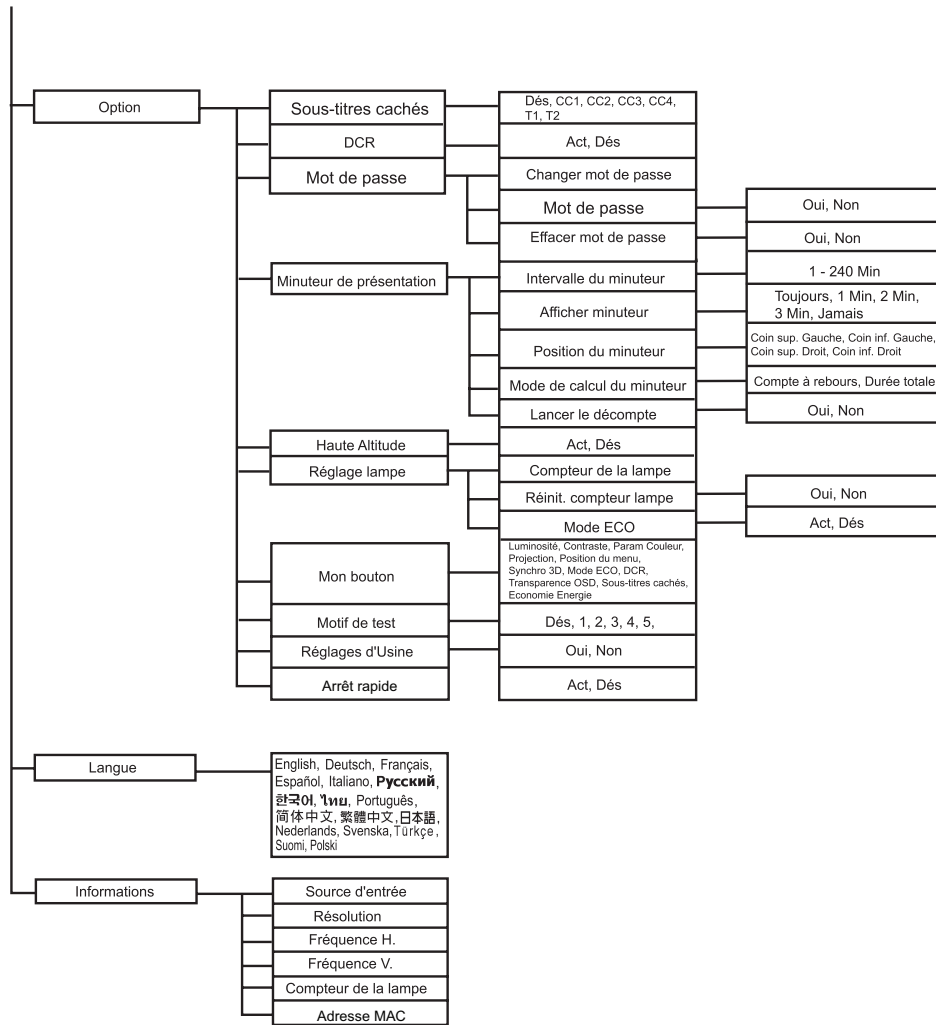 Option
Sous-titres cachés
Dés, CC1, CC2, CC3, CC4,
T1, T2
DCR
Act, Dés
Mot de passe
Changer mot de passe
Mot de passe
Oui, Non
Effacer mot de passe
Oui, Non
Minuteur de présentation
Intervalle du minuteur
1 - 240 Min
Afficher minuteur
Toujours, 1 Min, 2 Min,
3 Min, Jamais
Position du minuteur
Coin sup. Gauche, Coin inf. Gauche,
Coin sup. Droit, Coin inf. Droit
Mode de calcul du minuteur
Compte à rebours, Durée totale
Lancer le décompte
Oui, Non
Haute Altitude
Act, Dés
Réglage lampe
Compteur de la lampe
Réinit. compteur lampe
Oui, Non
Mode ECO
Act, Dés
Mon bouton
Luminosité, Contraste, Param Couleur,
Projection, Position du menu,
Synchro 3D, Mode ECO, DCR,
Transparence OSD, Sous-titres cachés,
Economie Energie
Motif de test
Dés, 1, 2, 3, 4, 5,
Réglages d'Usine
Oui, Non
Arrêt rapide
Act, Dés
Langue
English, Deutsch, Français,
Español, Italiano, Русский,
한국어, ไทย, Português,
简体中文, 繁體中文, 日本語,
Nederlands, Svenska, Türkçe,
Suomi, Polski
Informations
Source d'entrée
Résolution
Fréquence H.
Fréquence V.
Compteur de la lampe
Adresse MAC